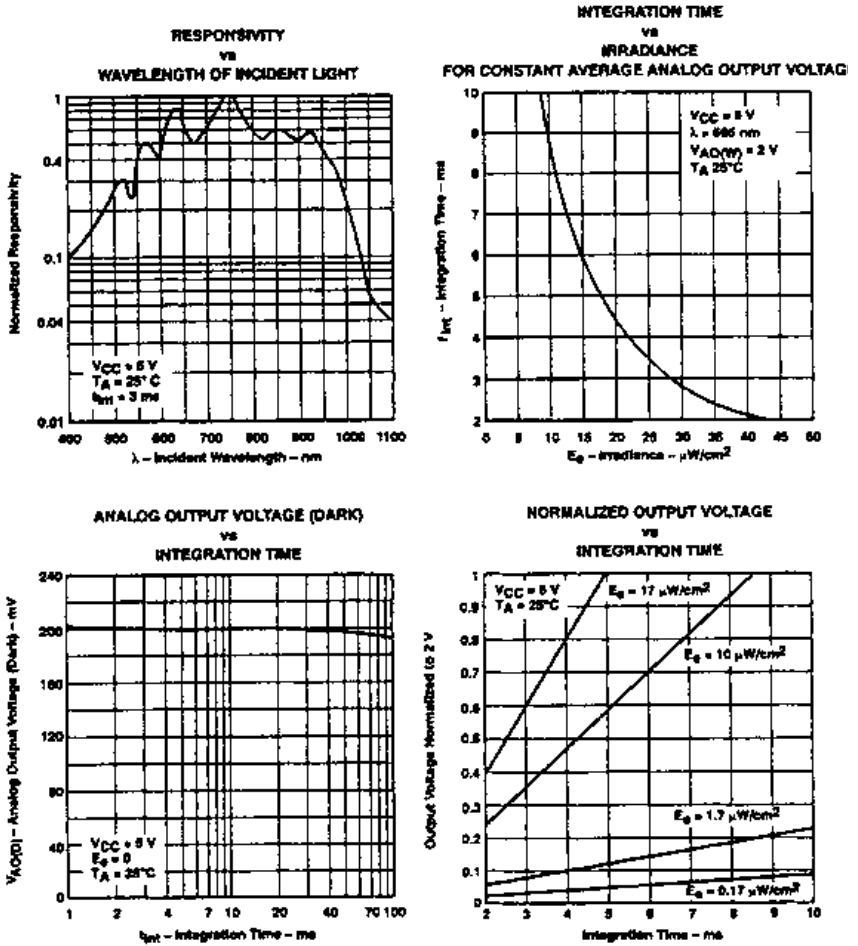 RESPONSIVITY
vs
WAVELENGTH OF INCIDENT LIGHT
Normalized Responsivity
1
0.4
0.1
0.04
0.01
VCC = 5 V
TA = 25° C
tint = 3 ms
400 500 600 700 800 900 1000 1100
λ – Incident Wavelength – nm
INTEGRATION TIME
vs
IRRADIANCE
FOR CONSTANT AVERAGE ANALOG OUTPUT VOLTAGE
tint – Integration Time – ms
10
9
8
7
6
5
4
3
2
VCC = 5 V
λ = 565 nm
VAO(W) = 2 V
TA 25°C
10 15 20 25 30 35 40 45 50
Ee – Irradiance – μW/cm2
ANALOG OUTPUT VOLTAGE (DARK)
vs
INTEGRATION TIME
VAO(D) – Analog Output Voltage (Dark) – mV
240
200
160
120
80
40
0
VCC = 5 V
Ee = 0
TA = 25°C
1 2 4 7 10 20 40 70 100
tint – Integration Time – ms
NORMALIZED OUTPUT VOLTAGE
vs
INTEGRATION TIME
Output Voltage Normalized to 2 V
1
0.9
0.8
0.7
0.6
0.5
0.4
0.3
0.2
0.1
0
VCC = 5 V
TA = 25°C
Ee = 17 μW/cm2
Ee = 10 μW/cm2
Ee = 1.7 μW/cm2
Ee = 0.17 μW/cm2
2 3 4 5 6 7 8 9 10
Integration Time – ms